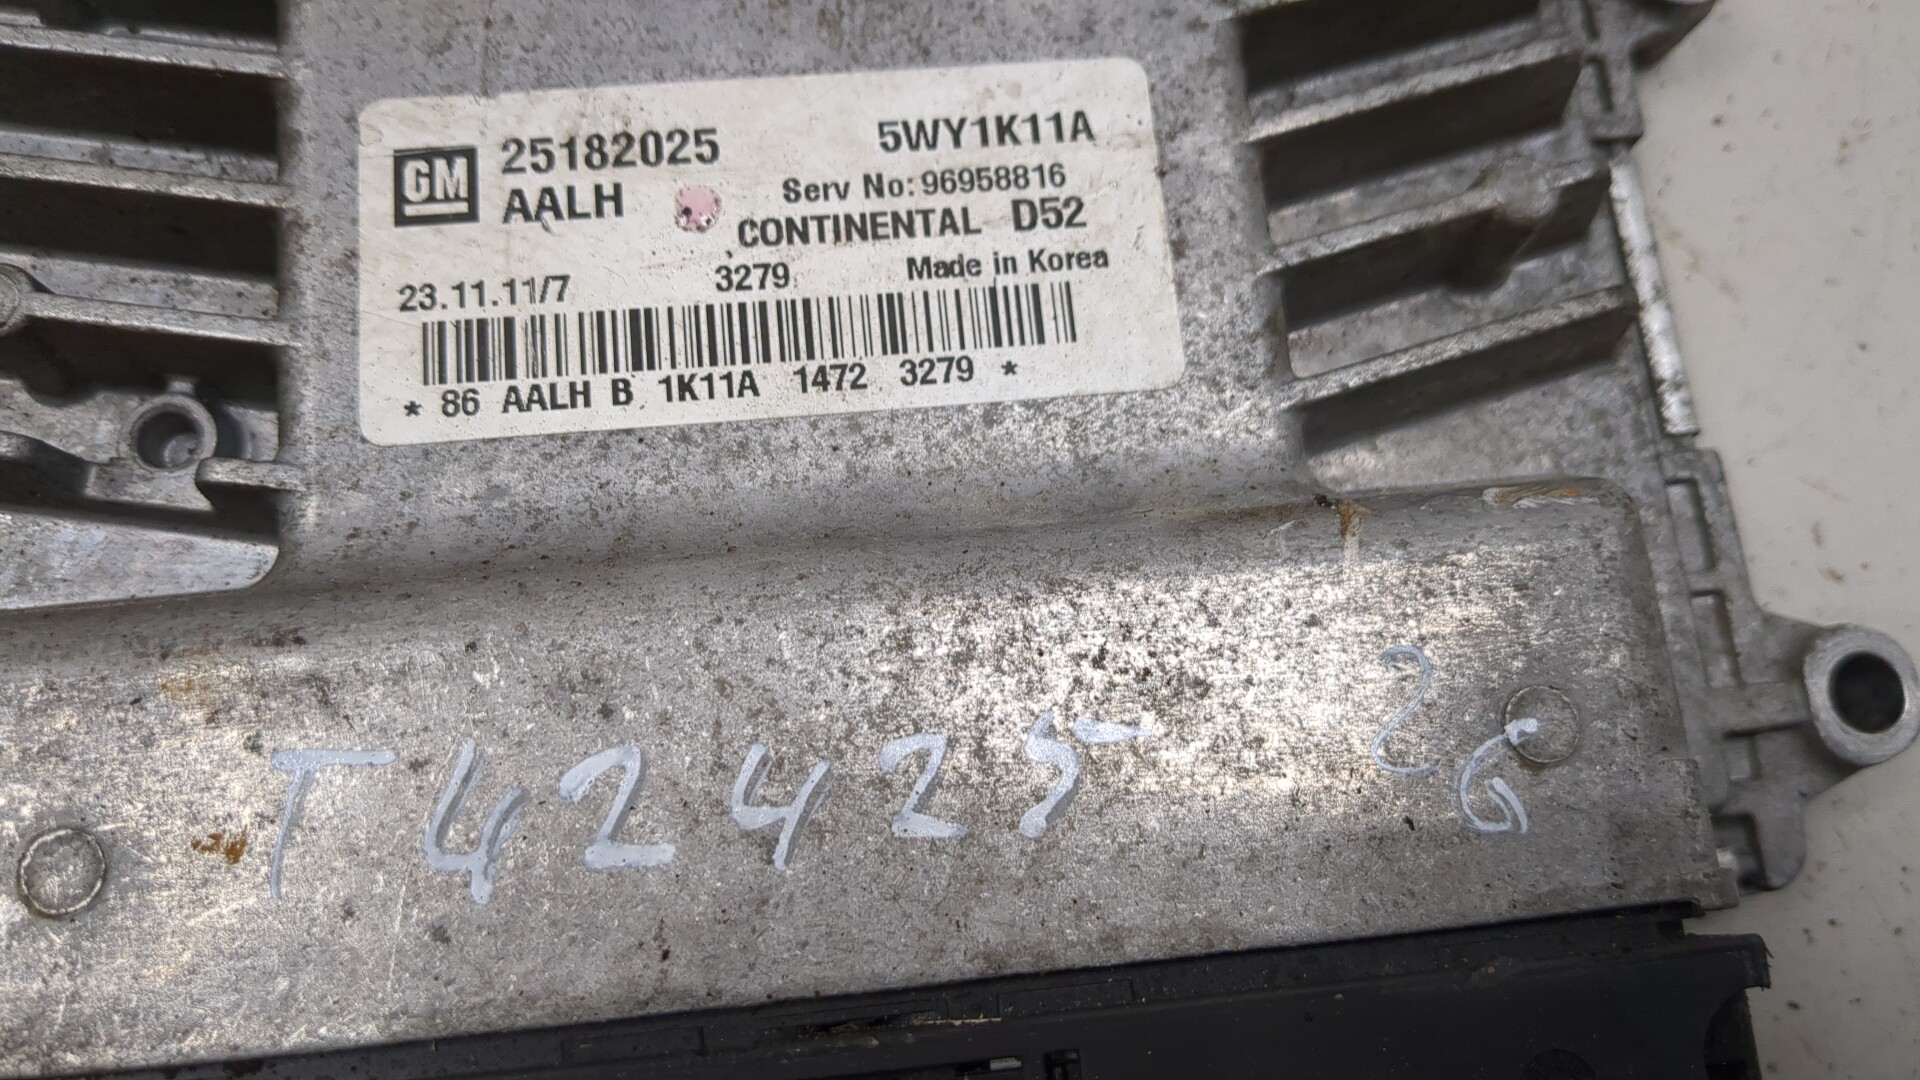 GM 25182025 5WY1K11A
AALH Serv No: 96958816
CONTINENTAL D52
23.11.11/7 3279 Made in Korea
* 86 AALH B 1K11A 1472 3279 *
T42425 26